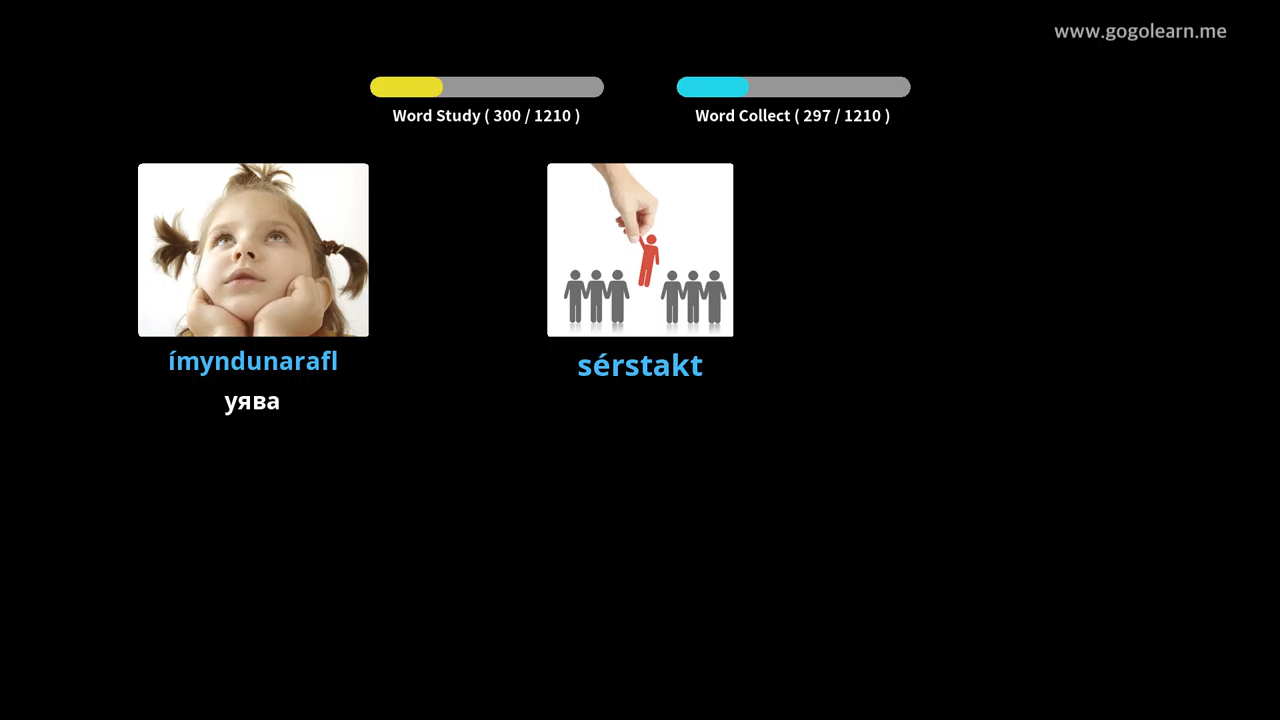 www.gogolearn.me
Word Study ( 300 / 1210 )
Word Collect ( 297 / 1210 )
ímyndunarafl
уява
sérstakt